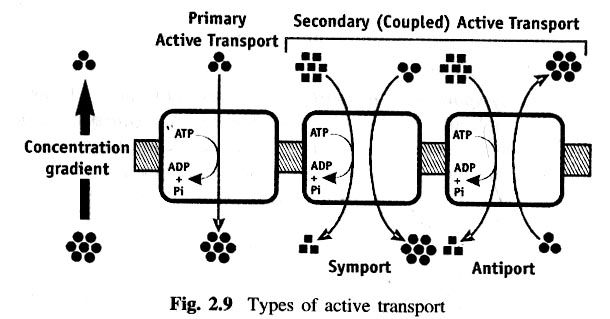 Primary
Active Transport
Secondary (Coupled) Active Transport
Concentration
gradient
ATP
ADP
+
Pi
ATP
ADP
+
Pi
ATP
ADP
+
Pi
Symport
Antiport
Fig. 2.9 Types of active transport